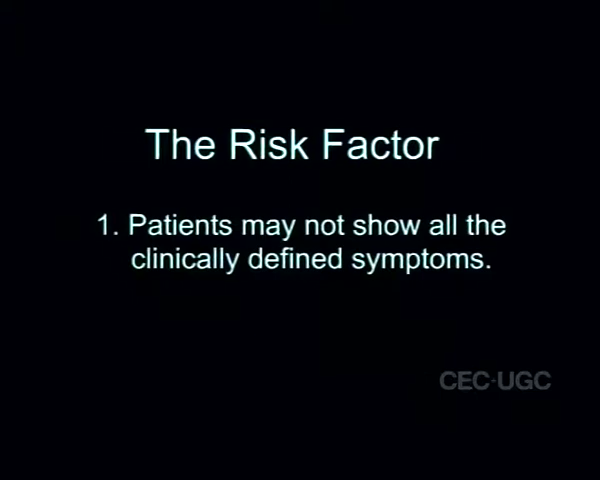 The Risk Factor
1. Patients may not show all the
clinically defined symptoms.
CEC-UGC